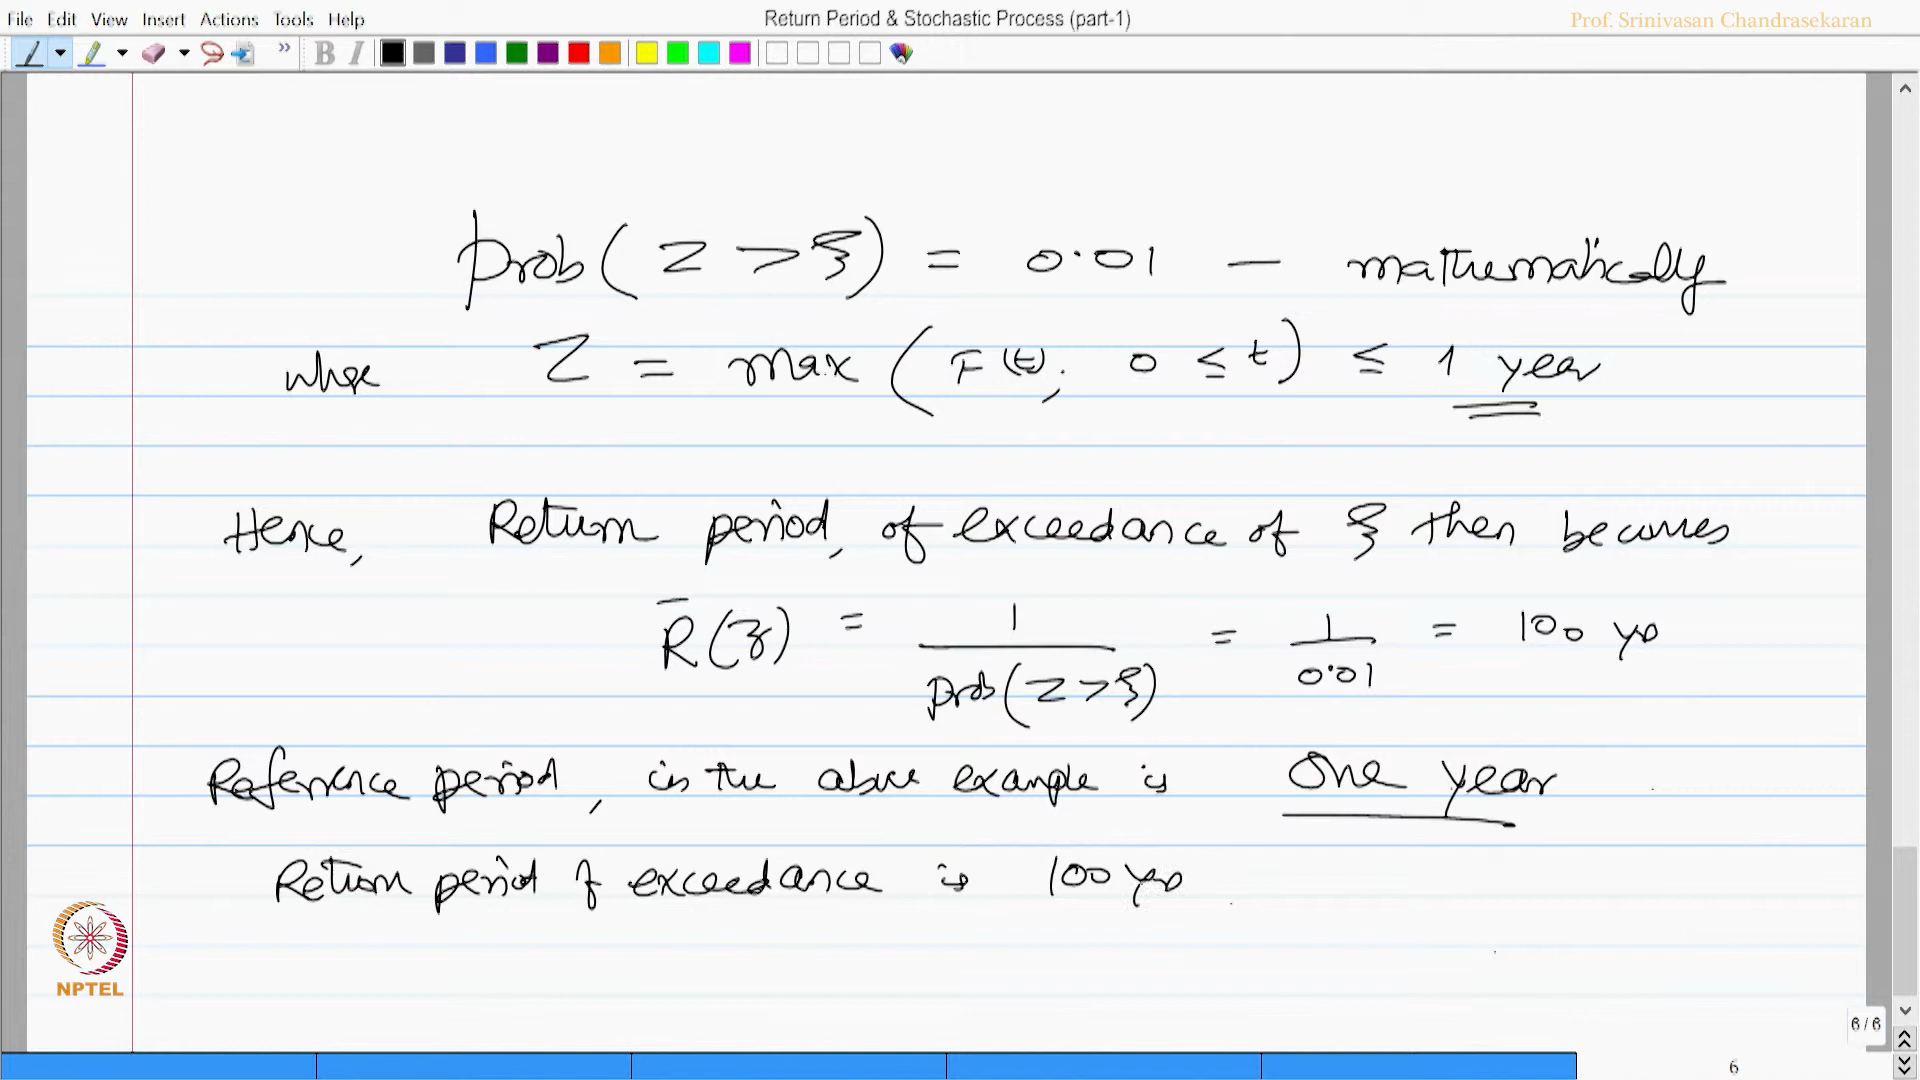 File Edit View Insert Actions Tools Help
Return Period & Stochastic Process (part-1)
Prof. Srinivasan Chandrasekaran
B I
prob(Z > ξ) = 0.01 — mathematically
where Z = max (F(t); 0 ≤ t) ≤ 1 year
Hence, Return period, of exceedance of ξ then becomes
R̄(ξ) = 1 / prob(Z > ξ) = 1 / 0.01 = 100 yrs
Reference period, in the above example is One year
Return period of exceedance is 100 yrs
NPTEL
6 / 6
6